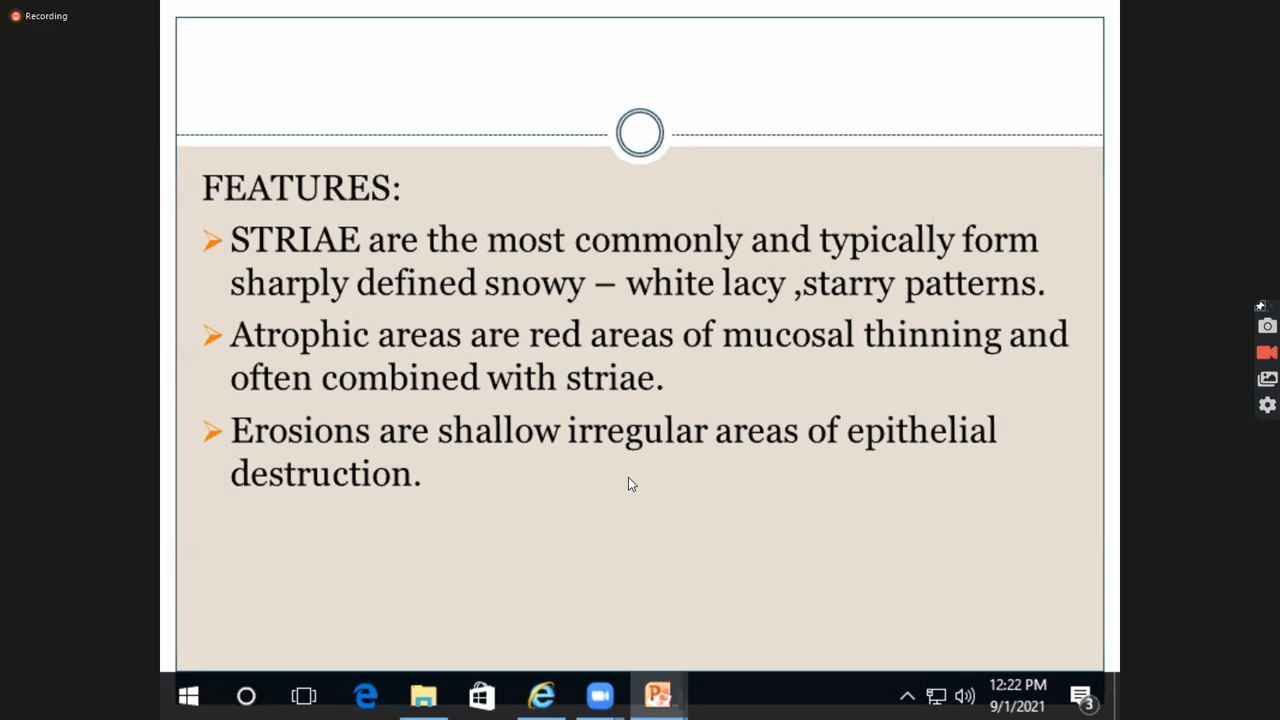 Recording
FEATURES:
STRIAE are the most commonly and typically form
sharply defined snowy – white lacy ,starry patterns.
Atrophic areas are red areas of mucosal thinning and
often combined with striae.
Erosions are shallow irregular areas of epithelial
destruction.
12:22 PM
9/1/2021
3